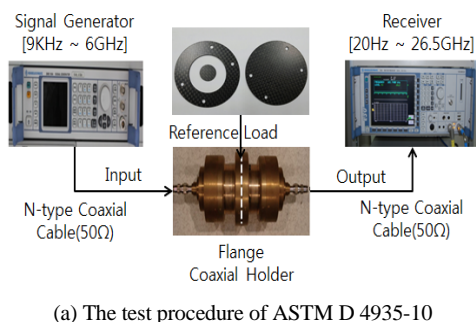 Signal Generator
[9KHz ~ 6GHz]
Receiver
[20Hz ~ 26.5GHz]
Reference Load
Input
Output
N-type Coaxial
Cable(50Ω)
N-type Coaxial
Cable(50Ω)
Flange
Coaxial Holder
(a) The test procedure of ASTM D 4935-10